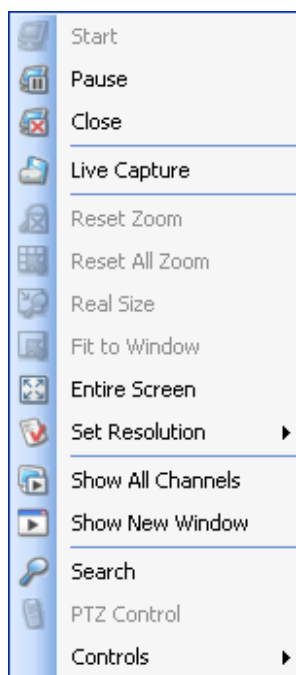 Start
Pause
Close
Live Capture
Reset Zoom
Reset All Zoom
Real Size
Fit to Window
Entire Screen
Set Resolution
Show All Channels
Show New Window
Search
PTZ Control
Controls